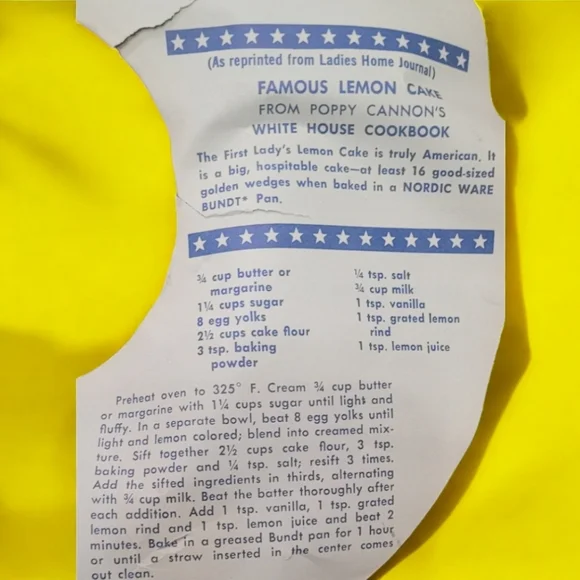 (As reprinted from Ladies Home Journal)
FAMOUS LEMON CAKE
FROM POPPY CANNON'S
WHITE HOUSE COOKBOOK
The First Lady's Lemon Cake is truly American. It
is a big, hospitable cake—at least 16 good-sized
golden wedges when baked in a NORDIC WARE
BUNDT* Pan.
¾ cup butter or
margarine
1¼ cups sugar
8 egg yolks
2½ cups cake flour
3 tsp. baking
powder
¼ tsp. salt
¾ cup milk
1 tsp. vanilla
1 tsp. grated lemon
rind
1 tsp. lemon juice
Preheat oven to 325° F. Cream ¾ cup butter
or margarine with 1¼ cups sugar until light and
fluffy. In a separate bowl, beat 8 egg yolks until
light and lemon colored; blend into creamed mix-
ture. Sift together 2½ cups cake flour, 3 tsp.
baking powder and ¼ tsp. salt; resift 3 times.
Add the sifted ingredients in thirds, alternating
with ¾ cup milk. Beat the batter thoroughly after
each addition. Add 1 tsp. vanilla, 1 tsp. grated
lemon rind and 1 tsp. lemon juice and beat 2
minutes. Bake in a greased Bundt pan for 1 hour
or until a straw inserted in the center comes
out clean.